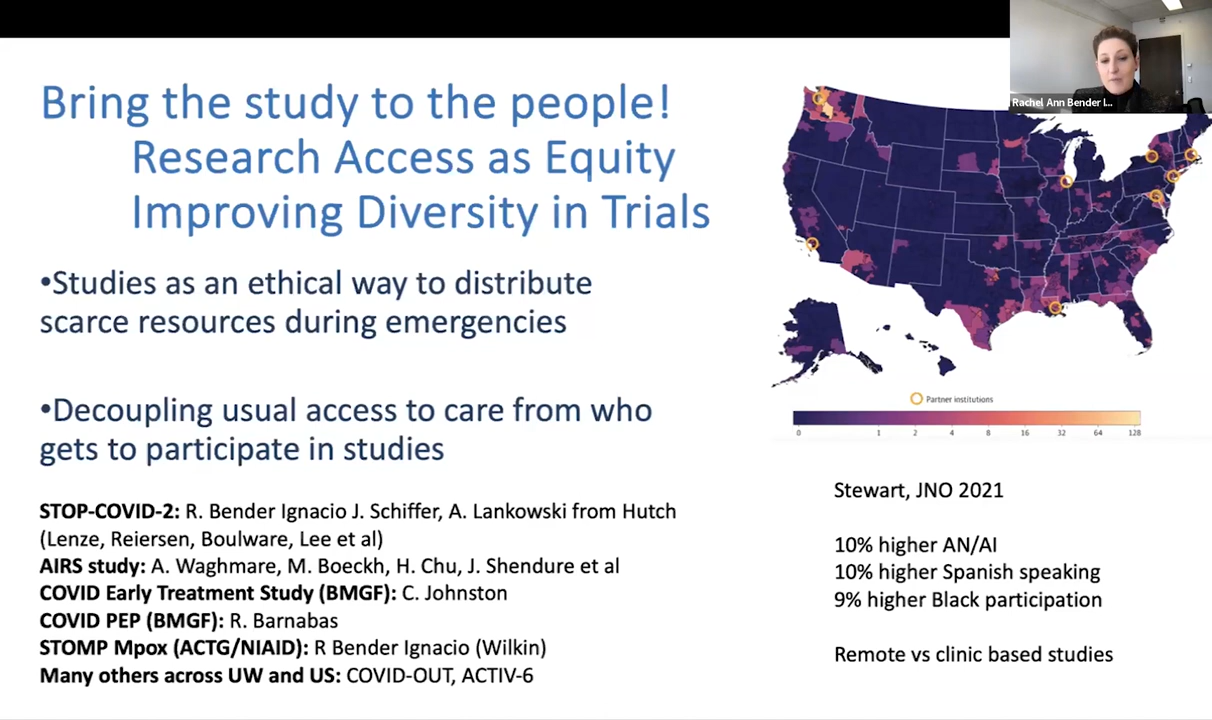 Bring the study to the people!
Research Access as Equity
Improving Diversity in Trials
•Studies as an ethical way to distribute
scarce resources during emergencies
•Decoupling usual access to care from who
gets to participate in studies
STOP-COVID-2: R. Bender Ignacio J. Schiffer, A. Lankowski from Hutch
(Lenze, Reiersen, Boulware, Lee et al)
AIRS study: A. Waghmare, M. Boeckh, H. Chu, J. Shendure et al
COVID Early Treatment Study (BMGF): C. Johnston
COVID PEP (BMGF): R. Barnabas
STOMP Mpox (ACTG/NIAID): R Bender Ignacio (Wilkin)
Many others across UW and US: COVID-OUT, ACTIV-6
Rachel Ann Bender I...
Partner institutions
0 1 2 4 8 16 32 64 128
Stewart, JNO 2021
10% higher AN/AI
10% higher Spanish speaking
9% higher Black participation
Remote vs clinic based studies